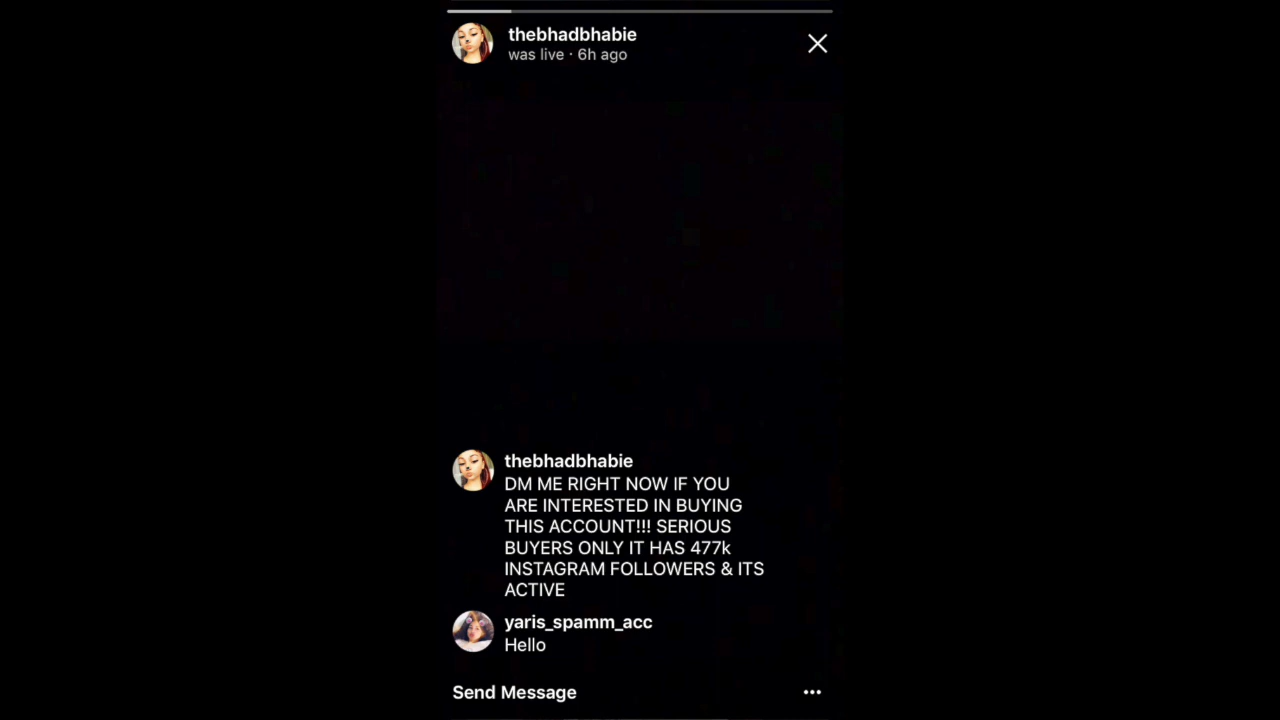 thebhadbhabie
was live · 6h ago
thebhadbhabie
DM ME RIGHT NOW IF YOU
ARE INTERESTED IN BUYING
THIS ACCOUNT!!! SERIOUS
BUYERS ONLY IT HAS 477k
INSTAGRAM FOLLOWERS & ITS
ACTIVE
yaris_spamm_acc
Hello
Send Message